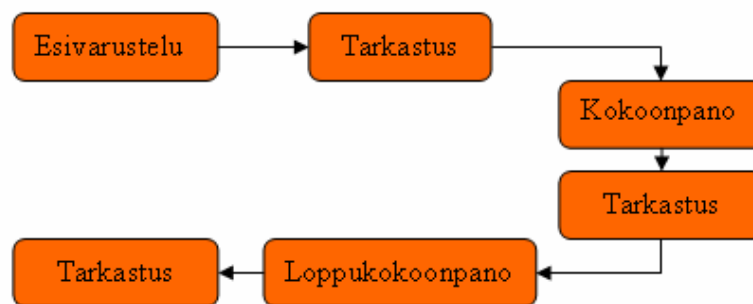 Esivarustelu
Tarkastus
Kokoonpano
Tarkastus
Loppukokoonpano
Tarkastus